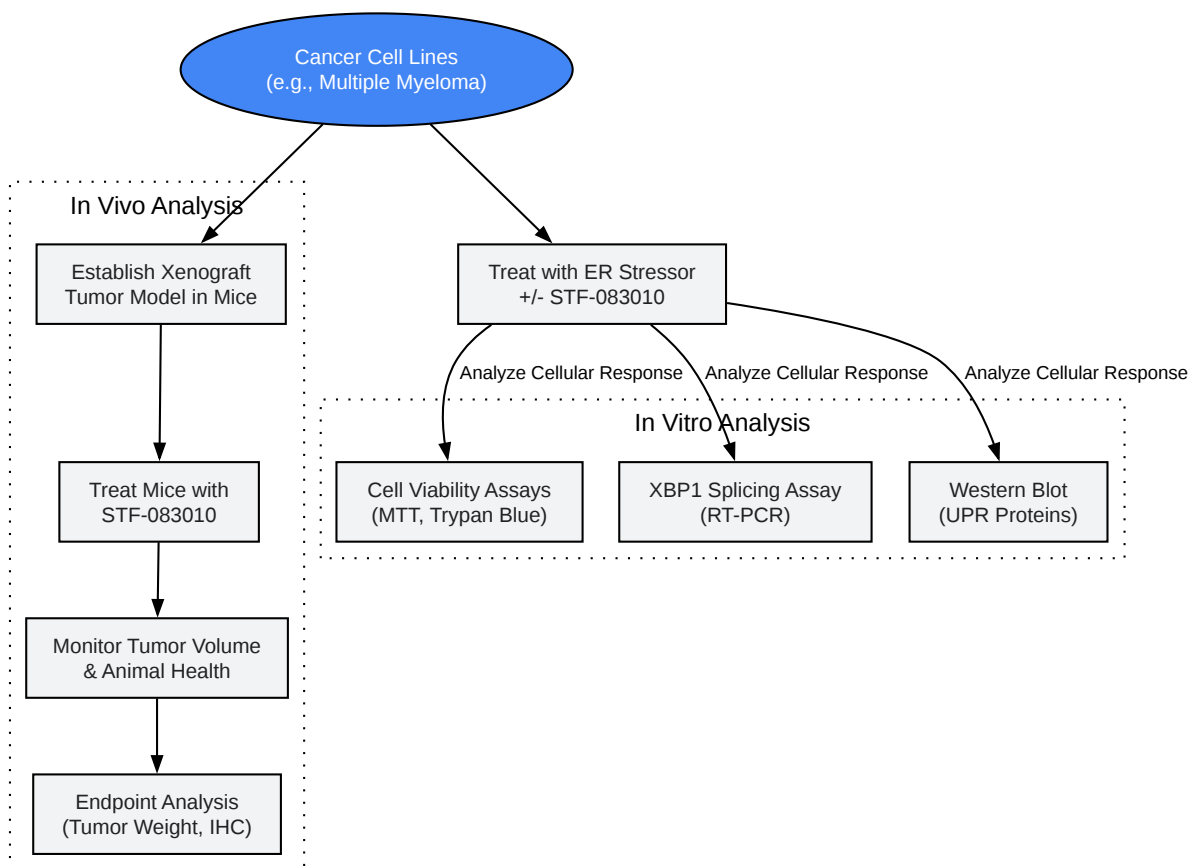 Cancer Cell Lines
(e.g., Multiple Myeloma)
In Vivo Analysis
Establish Xenograft
Tumor Model in Mice
Treat with ER Stressor
+/- STF-083010
Analyze Cellular Response
Analyze Cellular Response
Analyze Cellular Response
In Vitro Analysis
Treat Mice with
STF-083010
Cell Viability Assays
(MTT, Trypan Blue)
XBP1 Splicing Assay
(RT-PCR)
Western Blot
(UPR Proteins)
Monitor Tumor Volume
& Animal Health
Endpoint Analysis
(Tumor Weight, IHC)